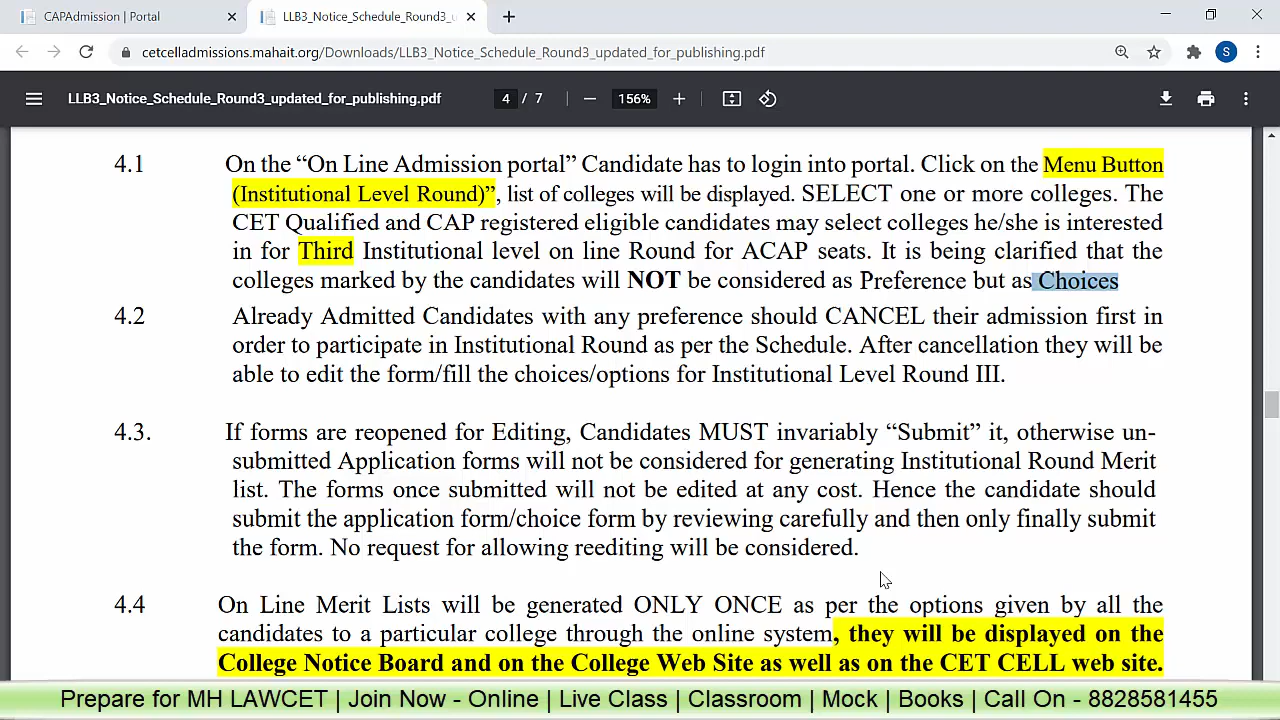 CAPAdmission | Portal
LLB3_Notice_Schedule_Round3_u
cetcelladmissions.mahait.org/Downloads/LLB3_Notice_Schedule_Round3_updated_for_publishing.pdf
S
LLB3_Notice_Schedule_Round3_updated_for_publishing.pdf
4 / 7
156%
4.1 On the “On Line Admission portal” Candidate has to login into portal. Click on the Menu Button
(Institutional Level Round)”, list of colleges will be displayed. SELECT one or more colleges. The
CET Qualified and CAP registered eligible candidates may select colleges he/she is interested
in for Third Institutional level on line Round for ACAP seats. It is being clarified that the
colleges marked by the candidates will NOT be considered as Preference but as Choices
4.2 Already Admitted Candidates with any preference should CANCEL their admission first in
order to participate in Institutional Round as per the Schedule. After cancellation they will be
able to edit the form/fill the choices/options for Institutional Level Round III.
4.3. If forms are reopened for Editing, Candidates MUST invariably “Submit” it, otherwise un-
submitted Application forms will not be considered for generating Institutional Round Merit
list. The forms once submitted will not be edited at any cost. Hence the candidate should
submit the application form/choice form by reviewing carefully and then only finally submit
the form. No request for allowing reediting will be considered.
4.4 On Line Merit Lists will be generated ONLY ONCE as per the options given by all the
candidates to a particular college through the online system, they will be displayed on the
College Notice Board and on the College Web Site as well as on the CET CELL web site.
Prepare for MH LAWCET | Join Now - Online | Live Class | Classroom | Mock | Books | Call On - 8828581455